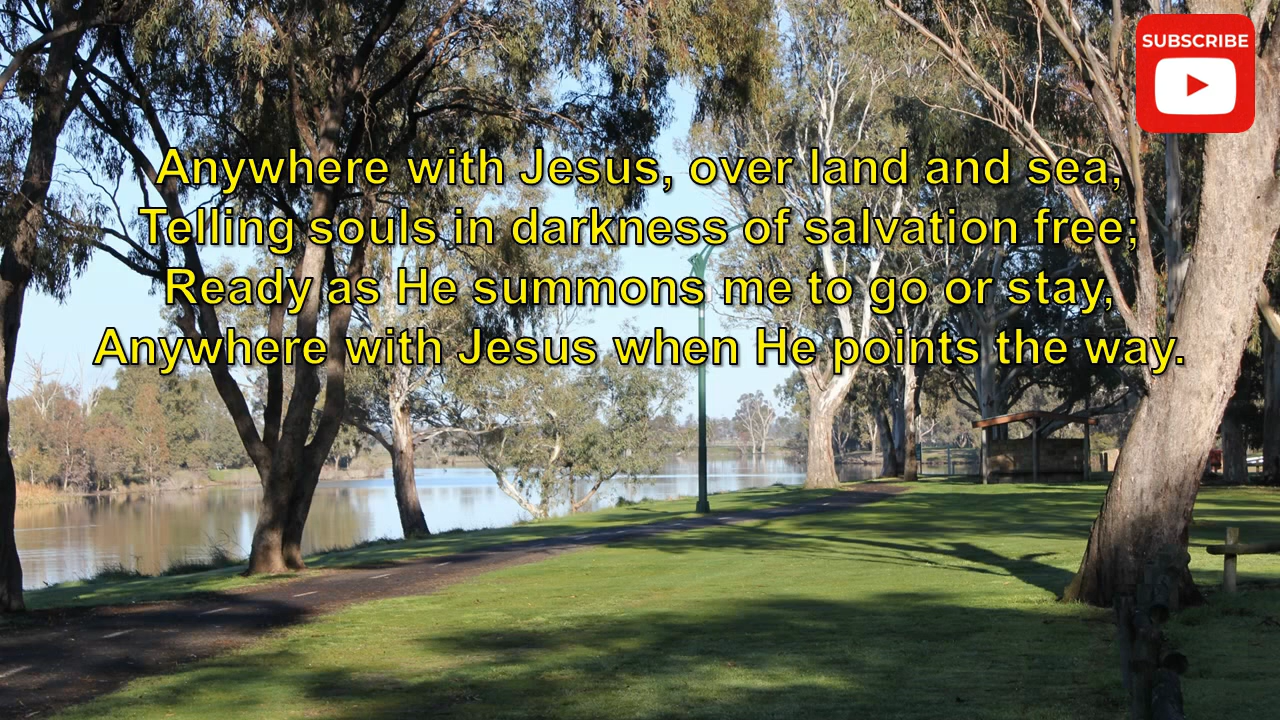 SUBSCRIBE
Anywhere with Jesus, over land and sea,
Telling souls in darkness of salvation free;
Ready as He summons me to go or stay,
Anywhere with Jesus when He points the way.